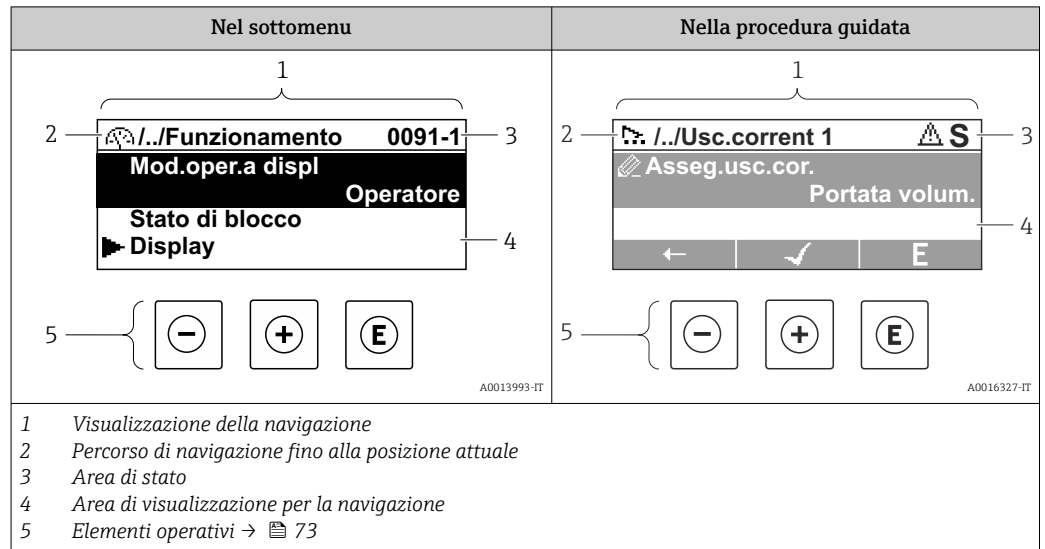 Nel sottomenu
Nella procedura guidata
1
2
/../Funzionamento 0091-1
3
Mod.oper.a displ
Operatore
Stato di blocco
Display
4
5
- + E
A0013993-IT
1
2
/../Usc.corrent 1 S
3
Asseg.usc.cor.
Portata volum.
4
← ✓ E
5
- + E
A0016327-IT
1 Visualizzazione della navigazione
2 Percorso di navigazione fino alla posizione attuale
3 Area di stato
4 Area di visualizzazione per la navigazione
5 Elementi operativi → 73